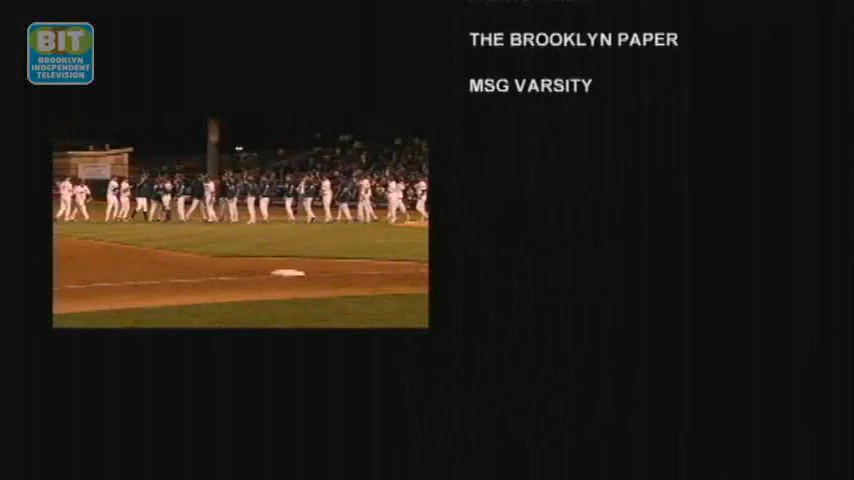 THE BROOKLYN PAPER
BIT
BROOKLYN
INDEPENDENT
TELEVISION
MSG VARSITY